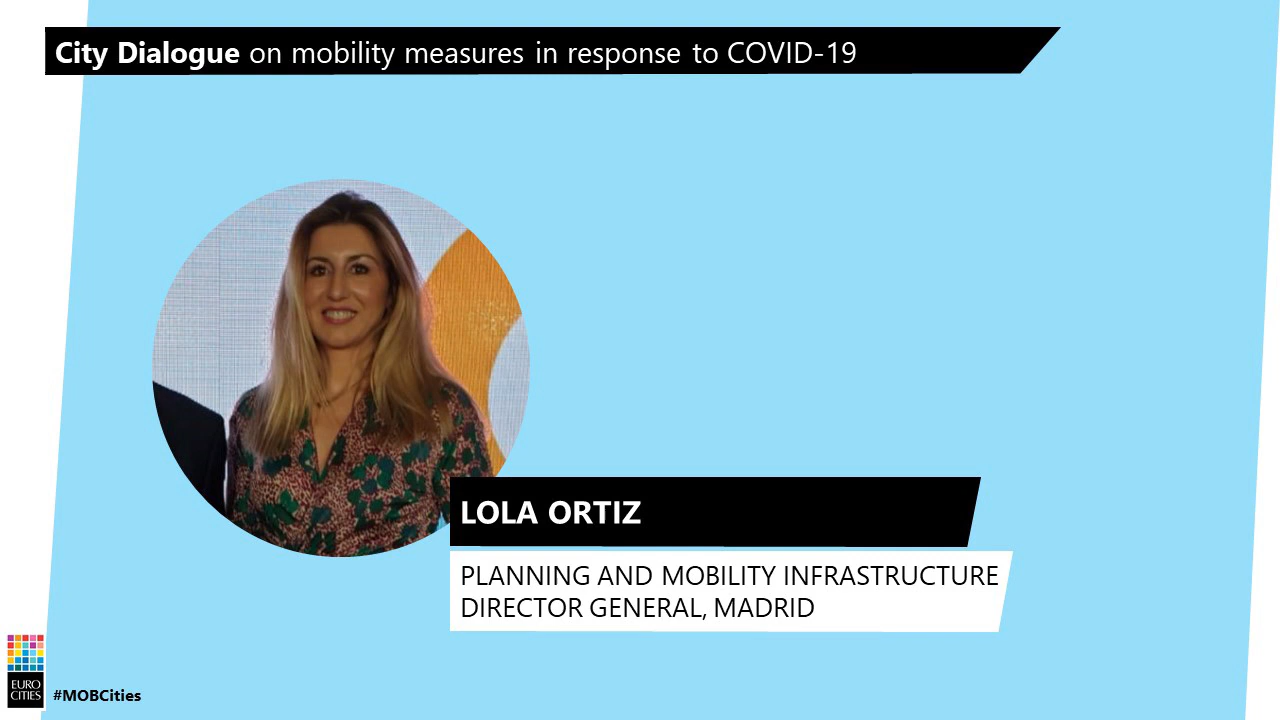 City Dialogue on mobility measures in response to COVID-19
LOLA ORTIZ
PLANNING AND MOBILITY INFRASTRUCTURE
DIRECTOR GENERAL, MADRID
EURO
CITIES
#MOBCities